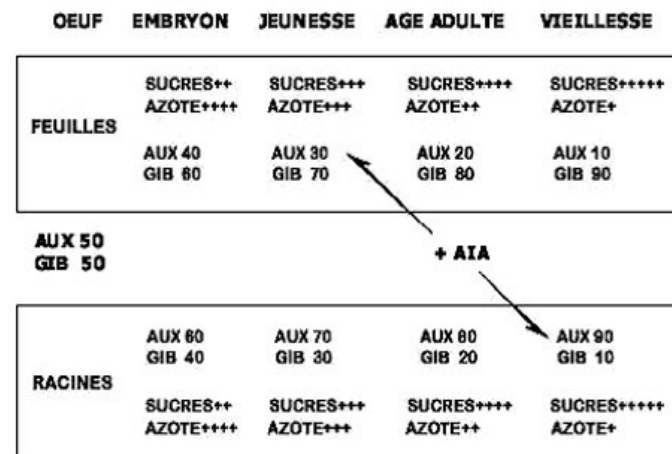 OEUF EMBRYON JEUNESSE AGE ADULTE VIEILLESSE
SUCRES++ SUCRES+++ SUCRES++++ SUCRES+++++
AZOTE++++ AZOTE+++ AZOTE++ AZOTE+
FEUILLES
AUX 40 AUX 30 AUX 20 AUX 10
GIB 60 GIB 70 GIB 80 GIB 90
AUX 50
GIB 50
+ AIA
AUX 60 AUX 70 AUX 80 AUX 90
GIB 40 GIB 30 GIB 20 GIB 10
RACINES
SUCRES++ SUCRES+++ SUCRES++++ SUCRES+++++
AZOTE++++ AZOTE+++ AZOTE++ AZOTE+